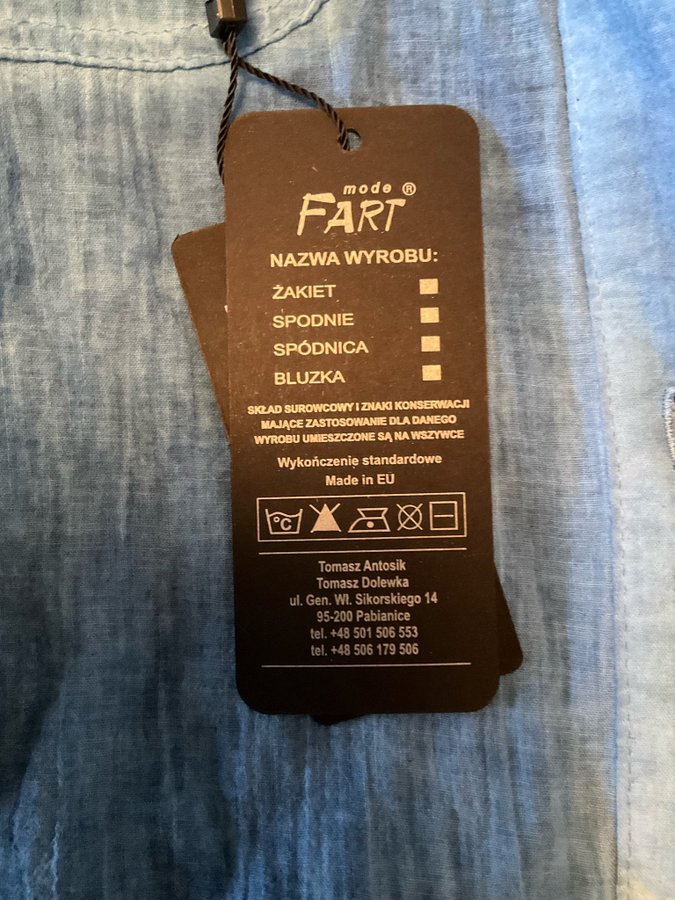 mode ®
FART
NAZWA WYROBU:
ŻAKIET
SPODNIE
SPÓDNICA
BLUZKA
SKŁAD SUROWCOWY I ZNAKI KONSERWACJI
MAJĄCE ZASTOSOWANIE DLA DANEGO
WYROBU UMIESZCZONE SĄ NA WSZYWCE
Wykończenie standardowe
Made in EU
°C
Tomasz Antosik
Tomasz Dolewka
ul. Gen. Wł. Sikorskiego 14
95-200 Pabianice
tel. +48 501 506 553
tel. +48 506 179 506